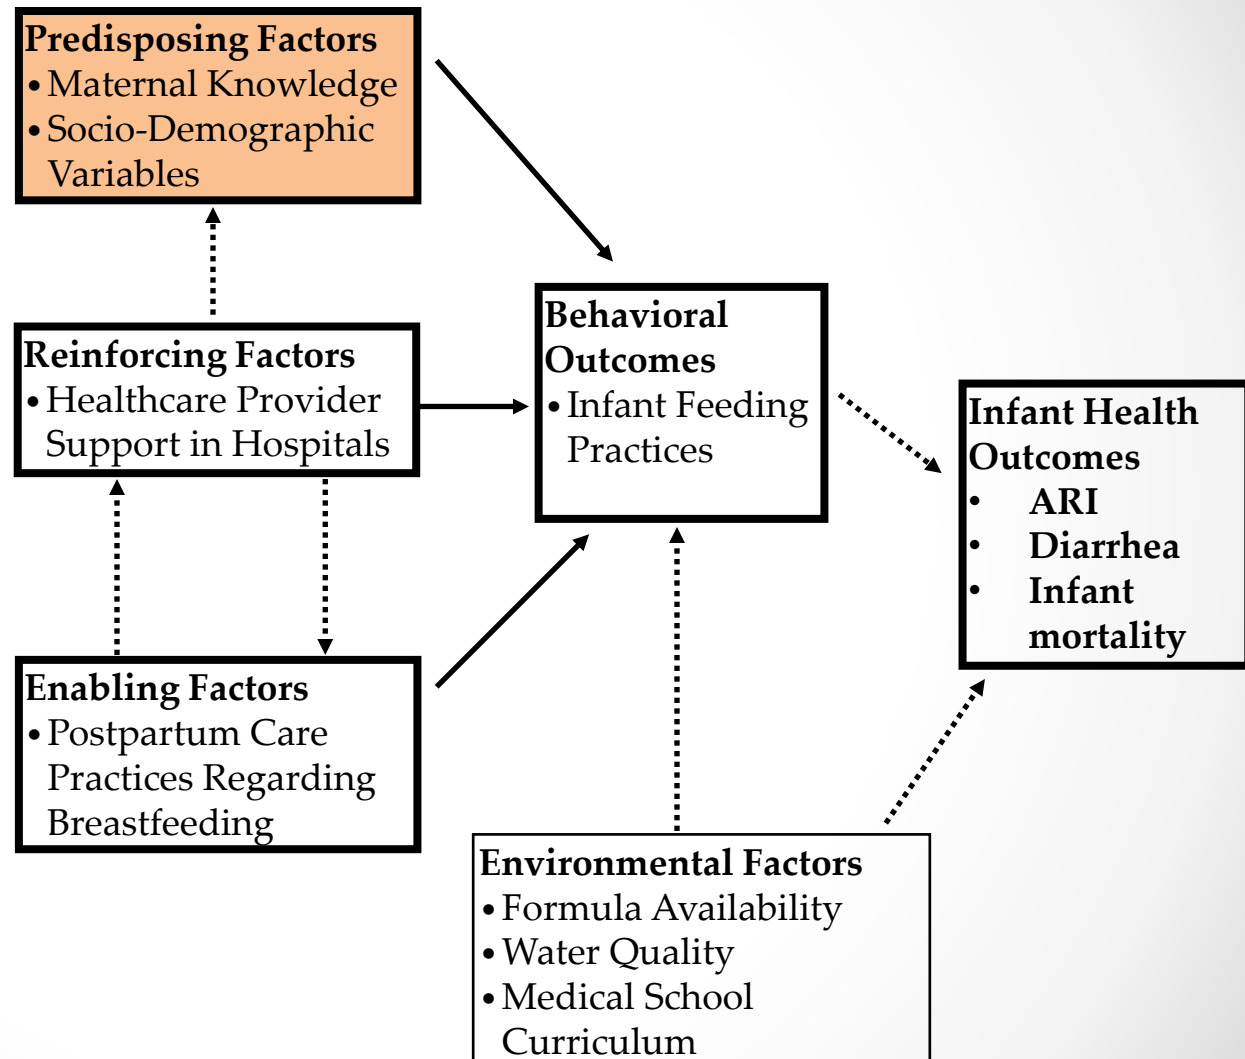 Predisposing Factors
• Maternal Knowledge
• Socio-Demographic
Variables
Reinforcing Factors
• Healthcare Provider
Support in Hospitals
Enabling Factors
• Postpartum Care
Practices Regarding
Breastfeeding
Behavioral
Outcomes
• Infant Feeding
Practices
Environmental Factors
• Formula Availability
• Water Quality
• Medical School
Curriculum
Infant Health
Outcomes
• ARI
• Diarrhea
• Infant
mortality